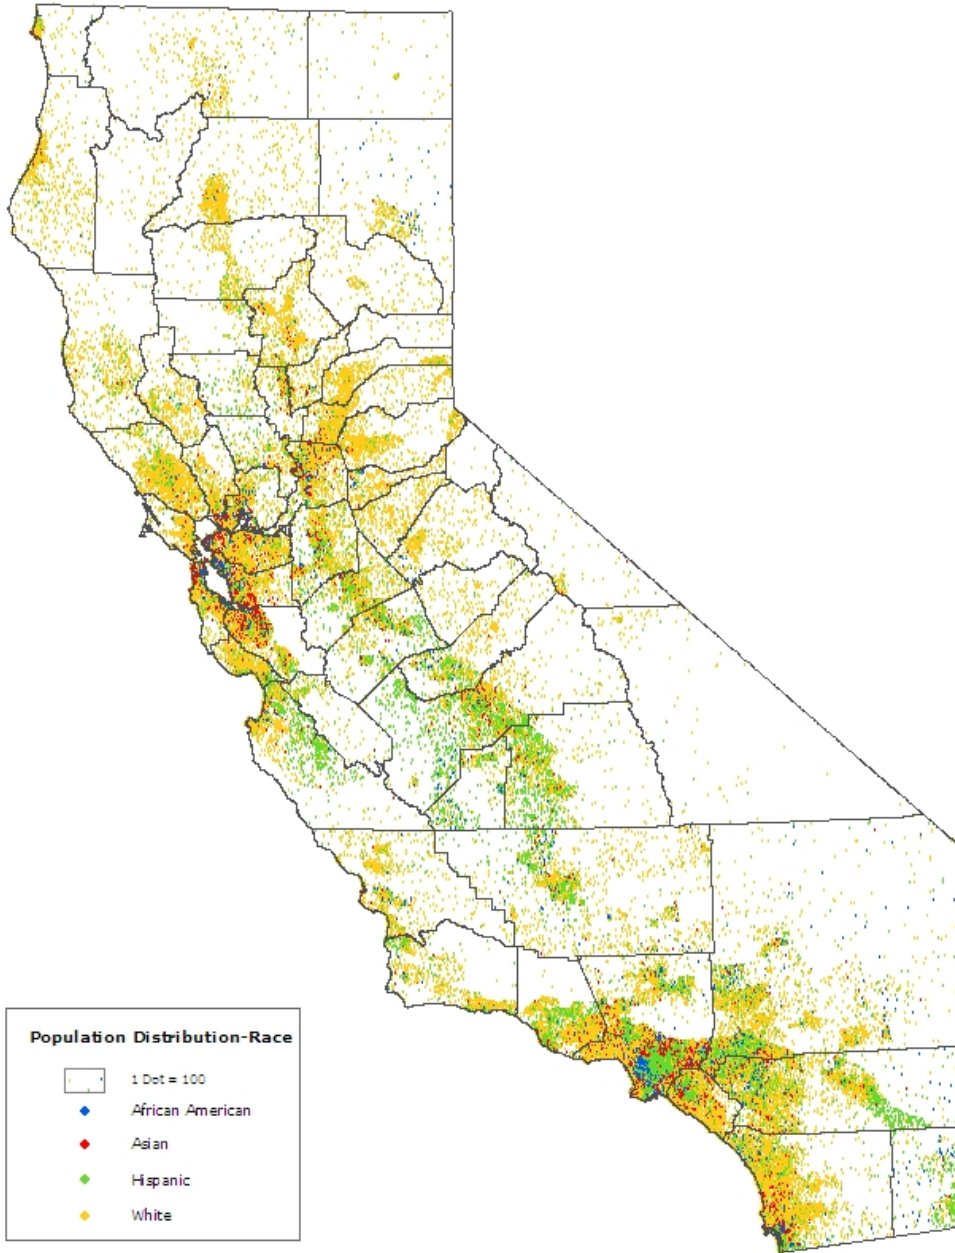 Population Distribution-Race
1 Dot = 100
African American
Asian
Hispanic
White